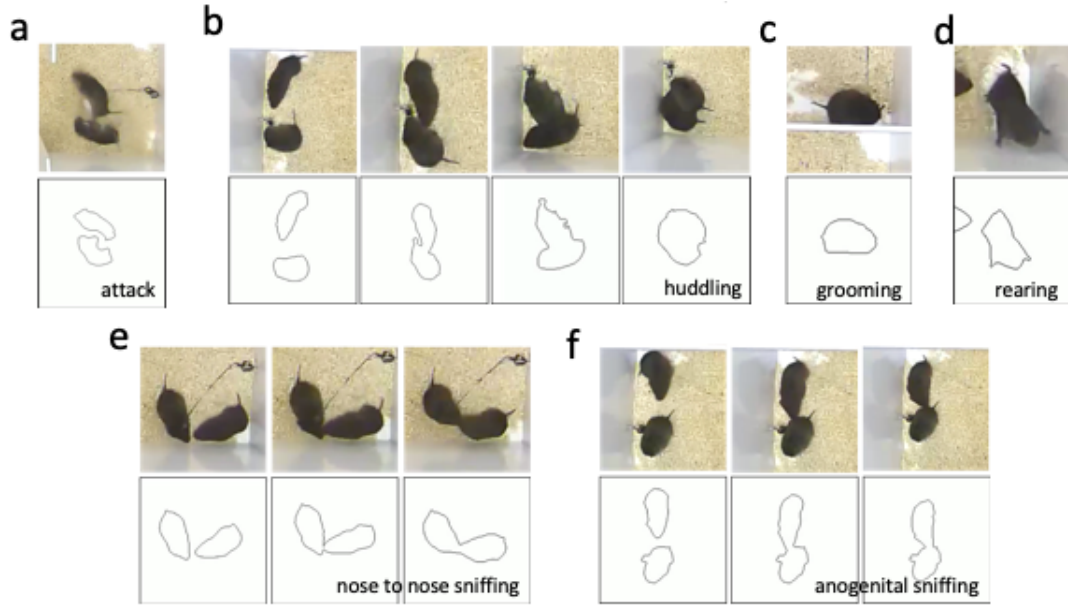 a
b
c
d
attack
huddling
grooming
rearing
e
f
nose to nose sniffing
anogenital sniffing